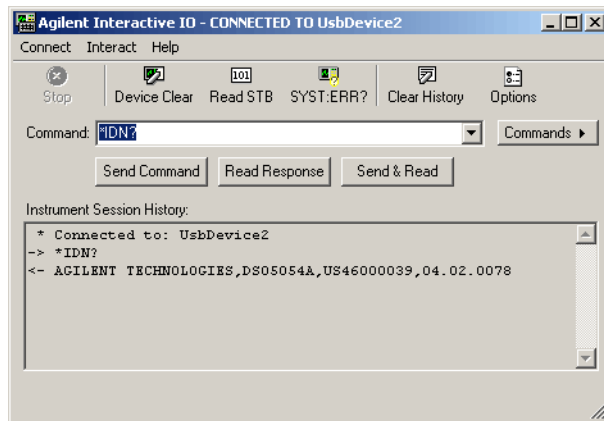 Agilent Interactive IO - CONNECTED TO UsbDevice2
Connect Interact Help
Stop Device Clear 101 Read STB SYST:ERR? Clear History Options
Command: *IDN? Commands
Send Command Read Response Send & Read
Instrument Session History:
* Connected to: UsbDevice2
-> *IDN?
<- AGILENT TECHNOLOGIES,DSO5054A,US46000039,04.02.0078